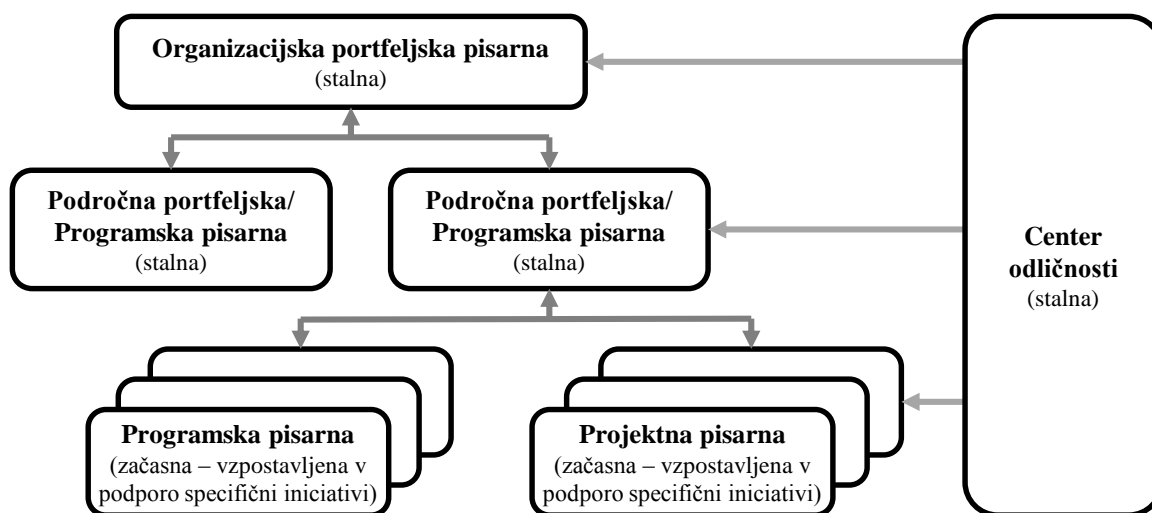 Organizacijska portfeljska pisarna
(stalna)
Področna portfeljska/
Programska pisarna
(stalna)
Področna portfeljska/
Programska pisarna
(stalna)
Center
odličnosti
(stalna)
Programska pisarna
(začasna – vzpostavljena v
podporo specifični iniciativi)
Projektna pisarna
(začasna – vzpostavljena v
podporo specifični iniciativi)